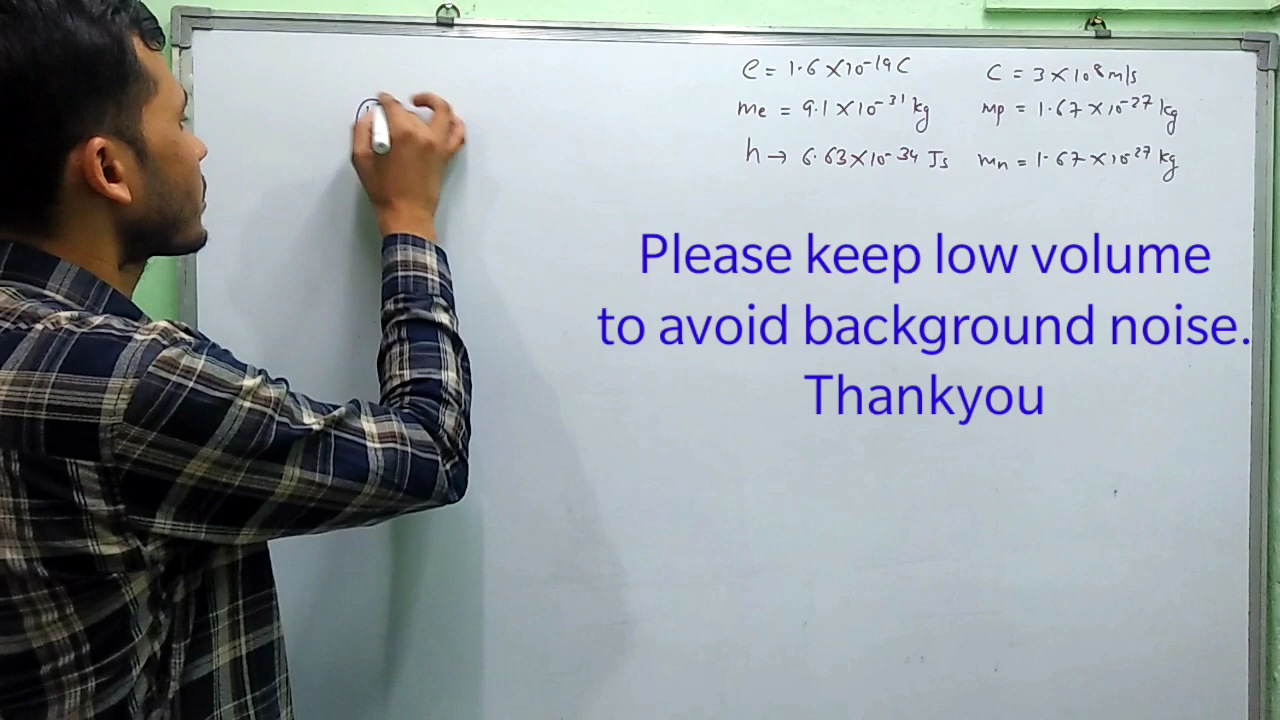 e = 1.6 × 10⁻¹⁹ C
c = 3 × 10⁸ m/s
me = 9.1 × 10⁻³¹ kg
mp = 1.67 × 10⁻²⁷ kg
h → 6.63 × 10⁻³⁴ Js
mn = 1.67 × 10⁻²⁷ kg
Please keep low volume
to avoid background noise.
Thankyou